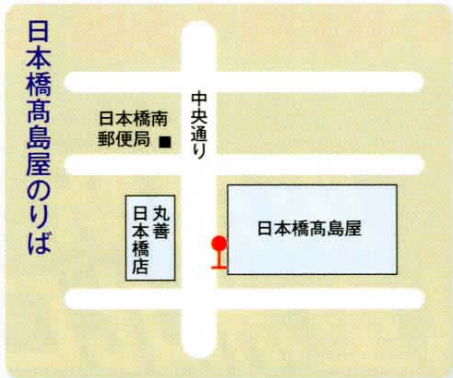 日本橋髙島屋のりば
中央通り
日本橋南
郵便局
丸善
日本橋店
日本橋髙島屋